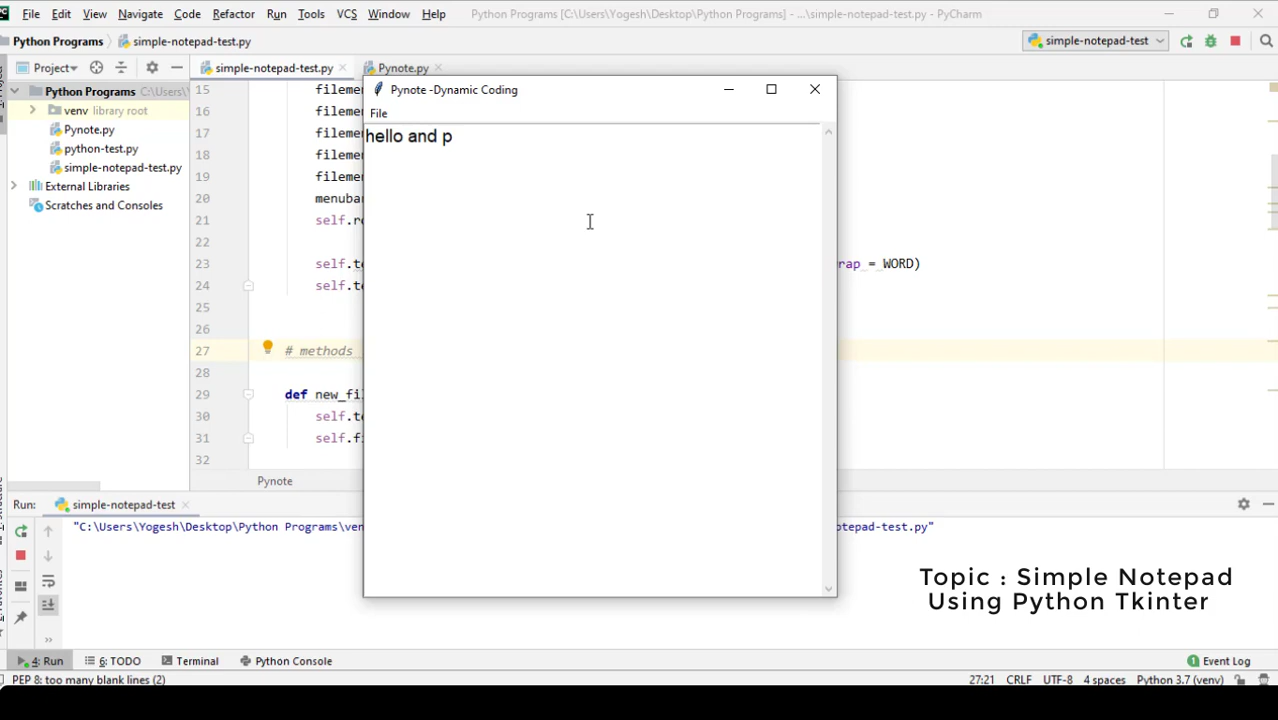 File Edit View Navigate Code Refactor Run Tools VCS Window Help Python Programs [C:\Users\Yogesh\Desktop\Python Programs] - ...\simple-notepad-test.py - PyCharm
Python Programs simple-notepad-test.py simple-notepad-test
Project simple-notepad-test.py Pynote.py
Python Programs C:\Users\
venv library root
Pynote.py
python-test.py
simple-notepad-test.py
External Libraries
Scratches and Consoles
Pynote -Dynamic Coding
File
hello and p
15 filemen
16 filemen
17 filemen
18 filemen
19 filemen
20 menubar
21 self.ro
22
23 self.te rap = WORD)
24 self.te
25
26
27 # methods
28
29 def new_fil
30 self.te
31 self.fi
32
Pynote
Run: simple-notepad-test
"C:\Users\Yogesh\Desktop\Python Programs\ven otepad-test.py"
Topic : Simple Notepad
Using Python Tkinter
4: Run 6: TODO Terminal Python Console 1 Event Log
PEP 8: too many blank lines (2) 27:21 CRLF UTF-8 4 spaces Python 3.7 (venv)